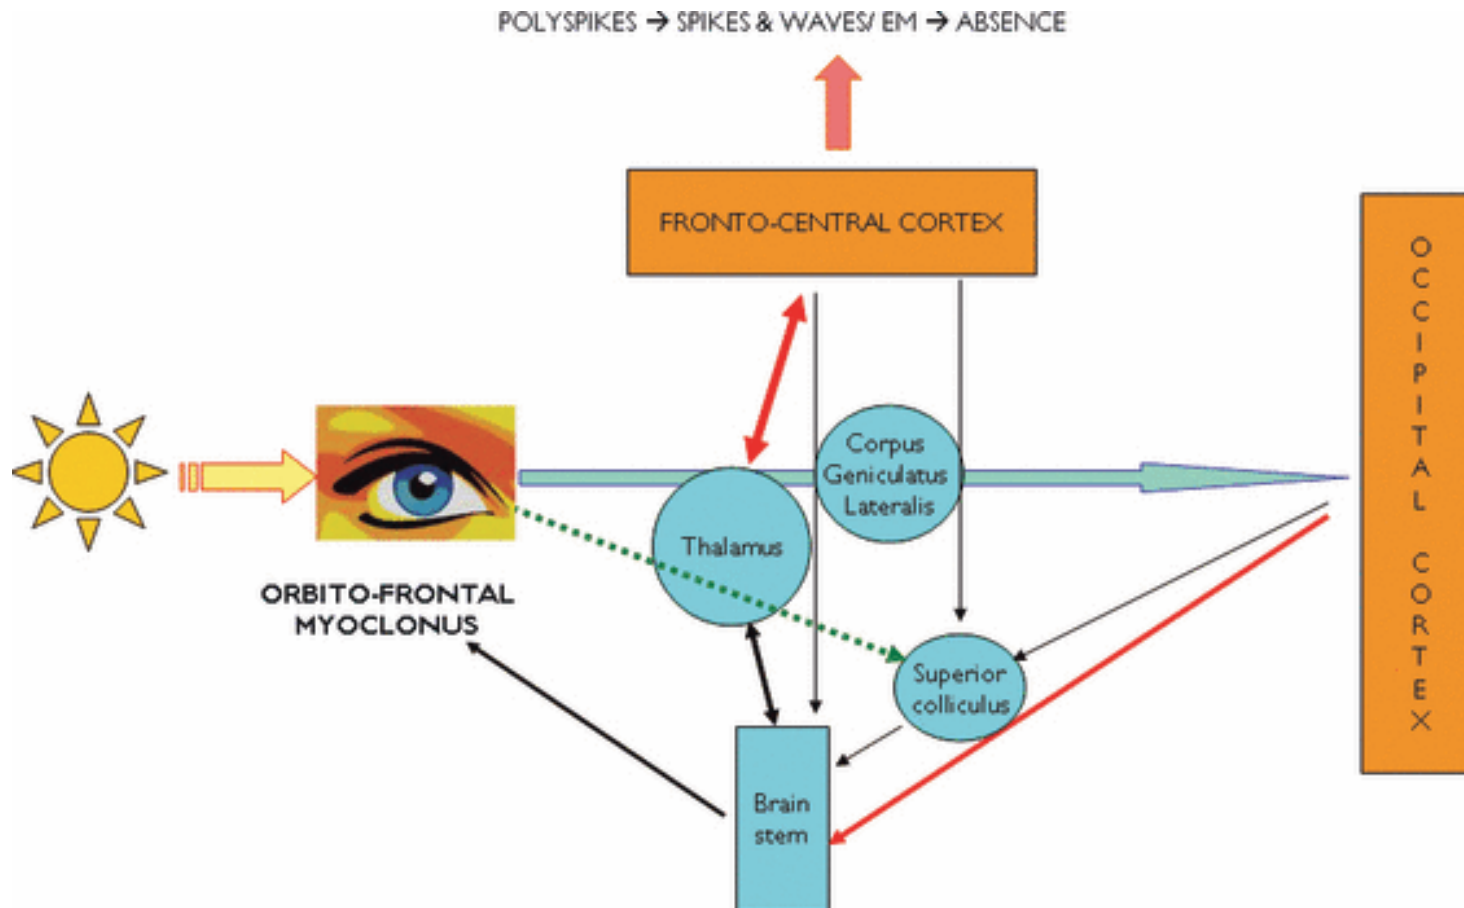 POLYSPIKES → SPIKES & WAVES/ EM → ABSENCE
FRONTO-CENTRAL CORTEX
OCCIPITAL CORTEX
Corpus
Geniculatus
Lateralis
Thalamus
ORBITO-FRONTAL
MYOCLONUS
Superior
colliculus
Brain
stem